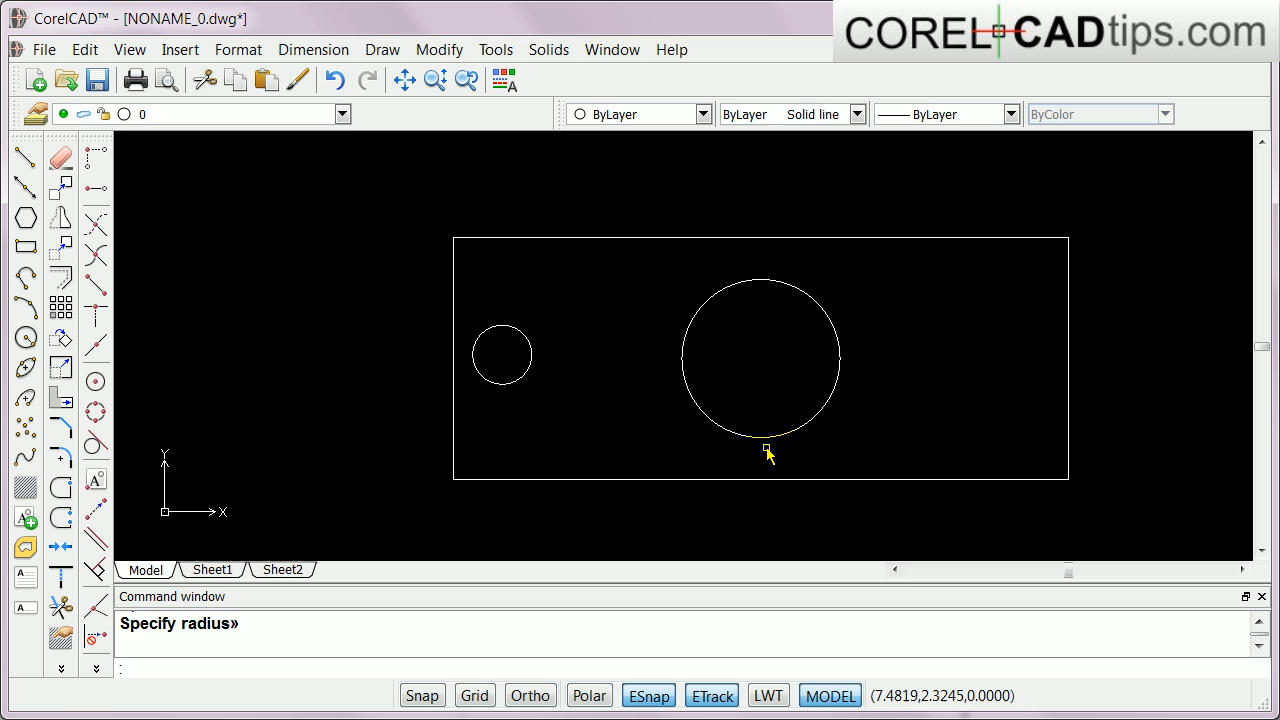 CorelCAD™ - [NONAME_0.dwg*]
COREL CADtips.com
File Edit View Insert Format Dimension Draw Modify Tools Solids Window Help
0
ByLayer
ByLayer Solid line
ByLayer
ByColor
Y
X
Model Sheet1 Sheet2
Command window
Specify radius»
:
Snap Grid Ortho Polar ESnap ETrack LWT MODEL (7.4819,2.3245,0.0000)